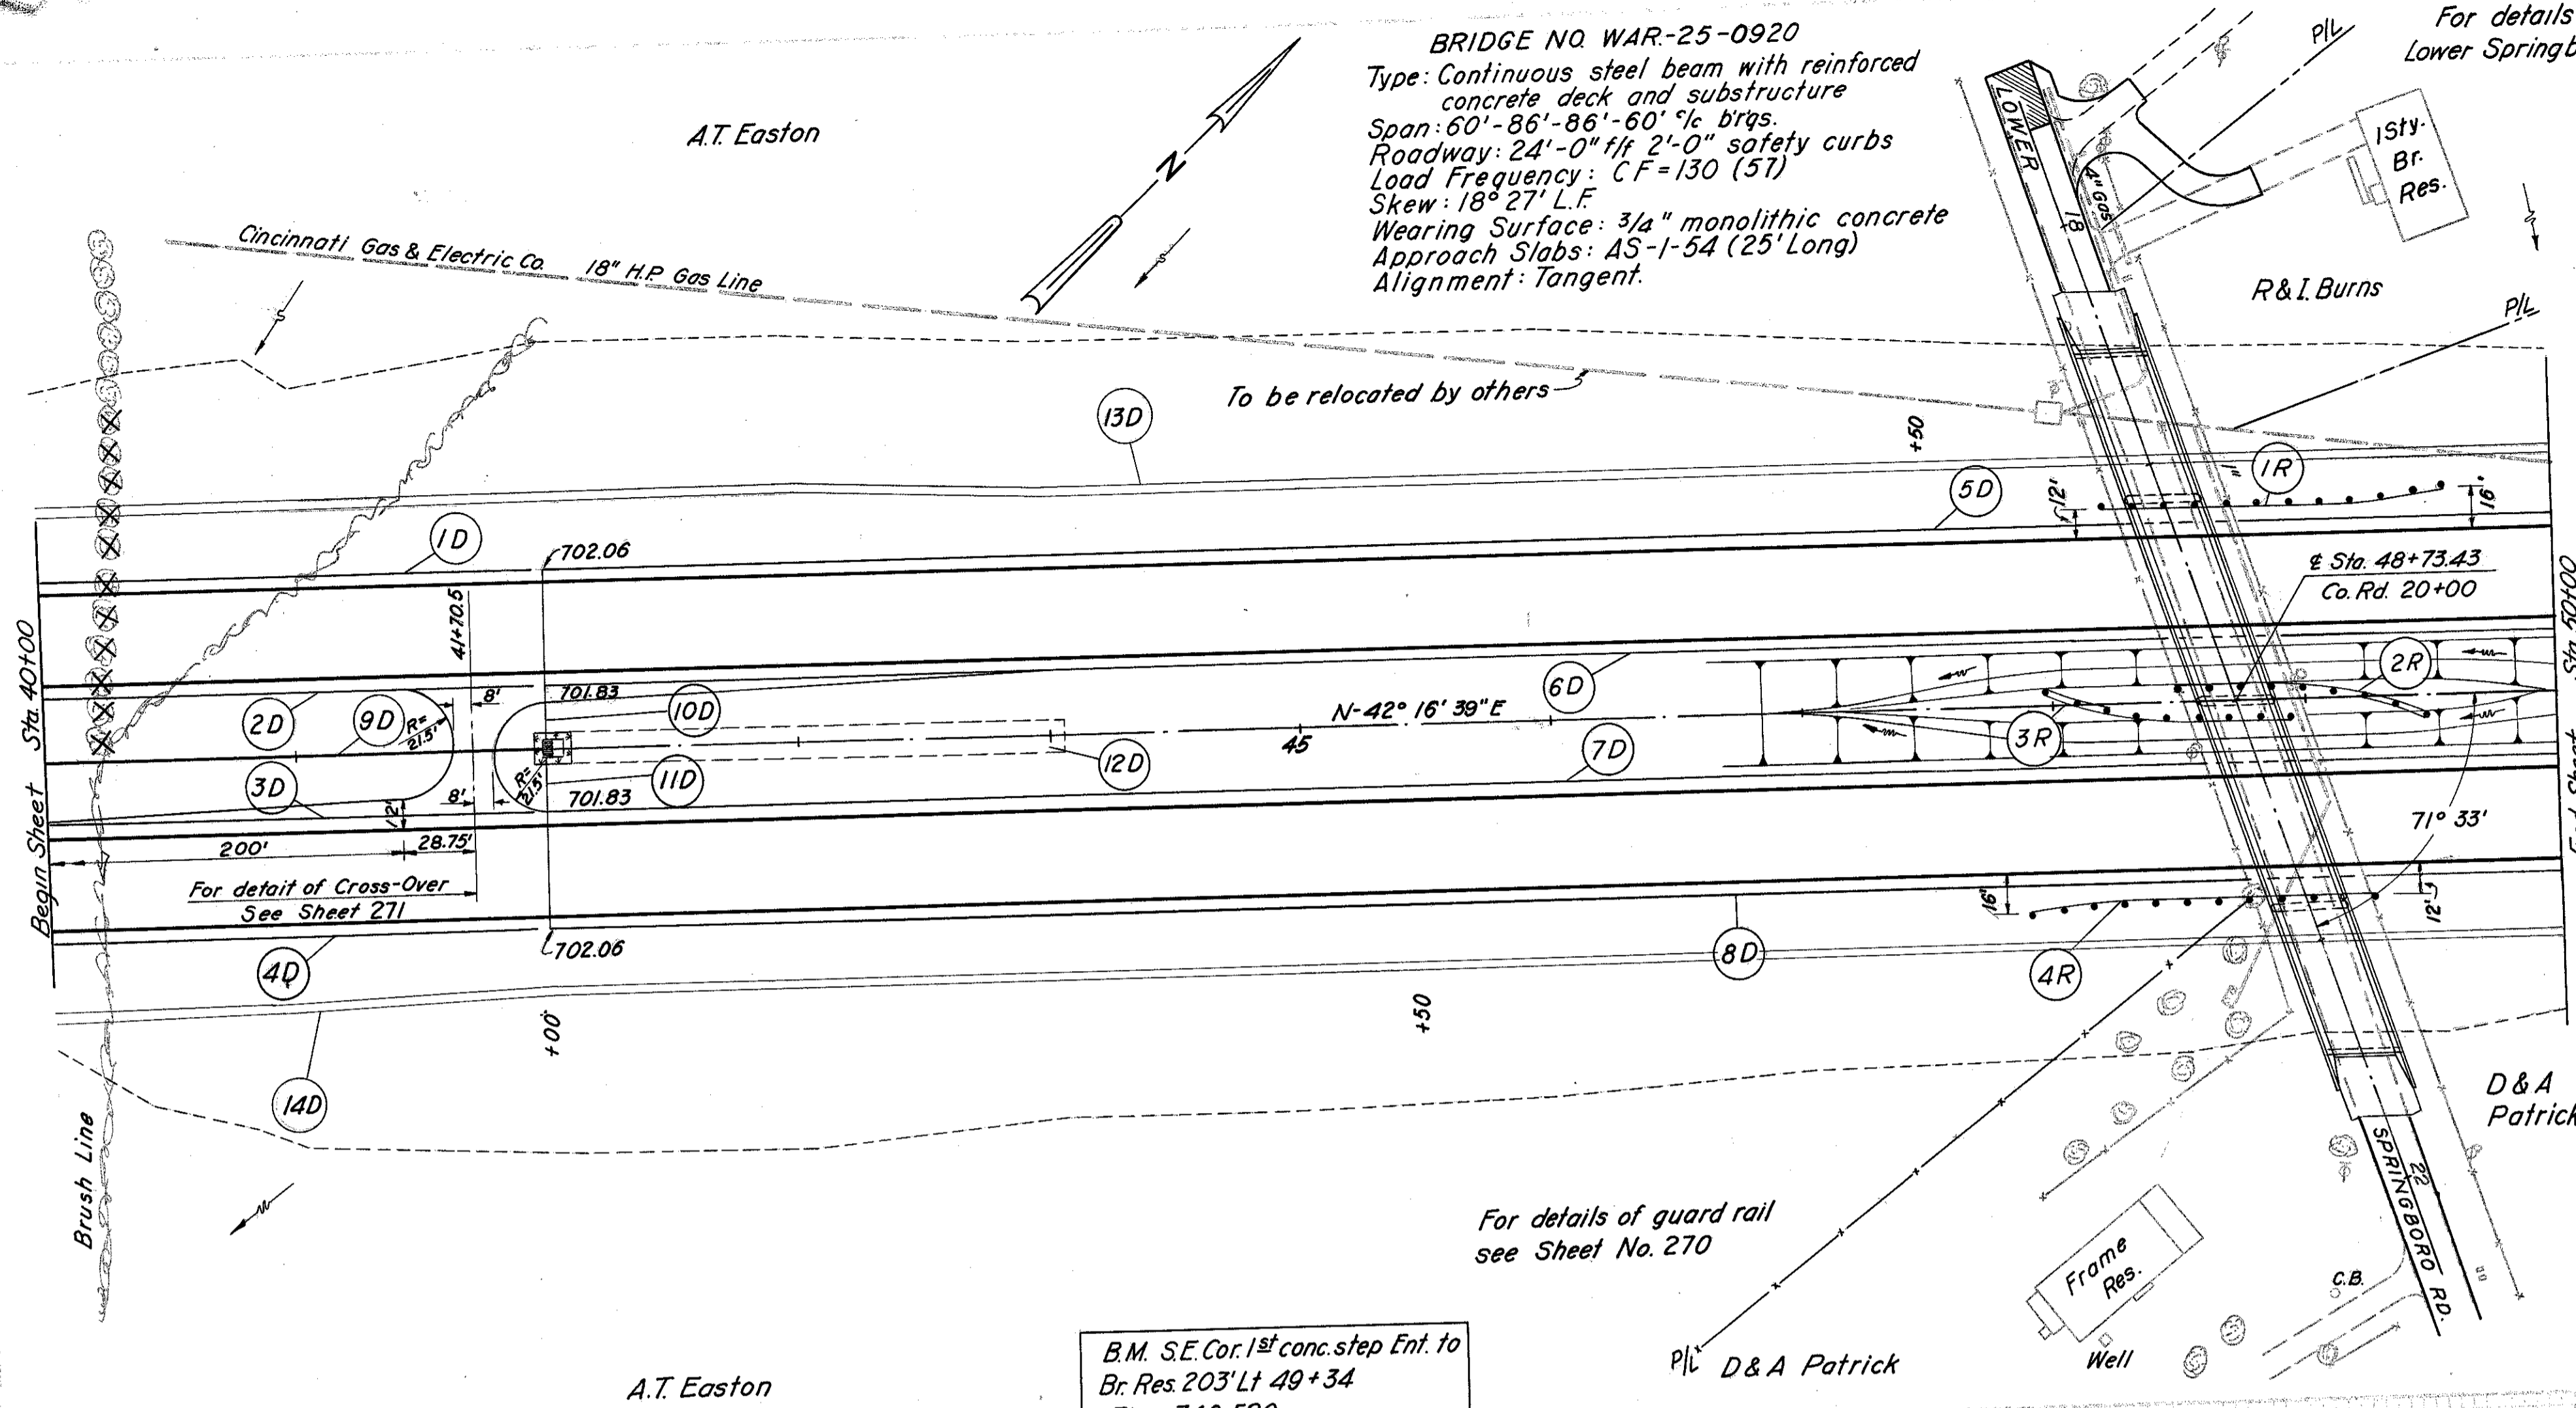 BRIDGE NO. WAR.-25-0920
Type: Continuous steel beam with reinforced
concrete deck and substructure
Span: 60'-86'-86'-60' c/c br'gs.
Roadway: 24'-0" f/f 2'-0" safety curbs
Load Frequency: CF=130 (57)
Skew: 18° 27' L.F.
Wearing Surface: 3/4" monolithic concrete
Approach Slabs: AS-1-54 (25' Long)
Alignment: Tangent.
For details
Lower Springb
P/L
A.T. Easton
N
LOWER
18
4" Gas
1 Sty.
Br.
Res.
R & I. Burns
P/L
Cincinnati Gas & Electric Co. 18" H.P. Gas Line
To be relocated by others
13D
+50
5D
12'
1"
1R
16'
1D
702.06
℄ Sta. 48+73.43
Co. Rd. 20+00
Begin Sheet Sta. 40+00
41+70.5
8'
701.83
2D
9D
R=
21.5'
10D
6D
N-42° 16' 39" E
45
2R
3R
3D
12'
8'
R=
21.5'
11D
701.83
12D
7D
71° 33'
200'
28.75'
For detail of Cross-Over
See Sheet 271
702.06
4D
8D
16'
4R
12'
End Sheet Sta. 50+00
+00
+50
14D
Brush Line
D & A
Patrick
For details of guard rail
see Sheet No. 270
22
SPRINGBORO RD.
Frame
Res.
C.B.
Well
P/L
D & A Patrick
A.T. Easton
B.M. S.E. Cor. 1st conc. step Ent. to
Br. Res. 203' Lt 49+34